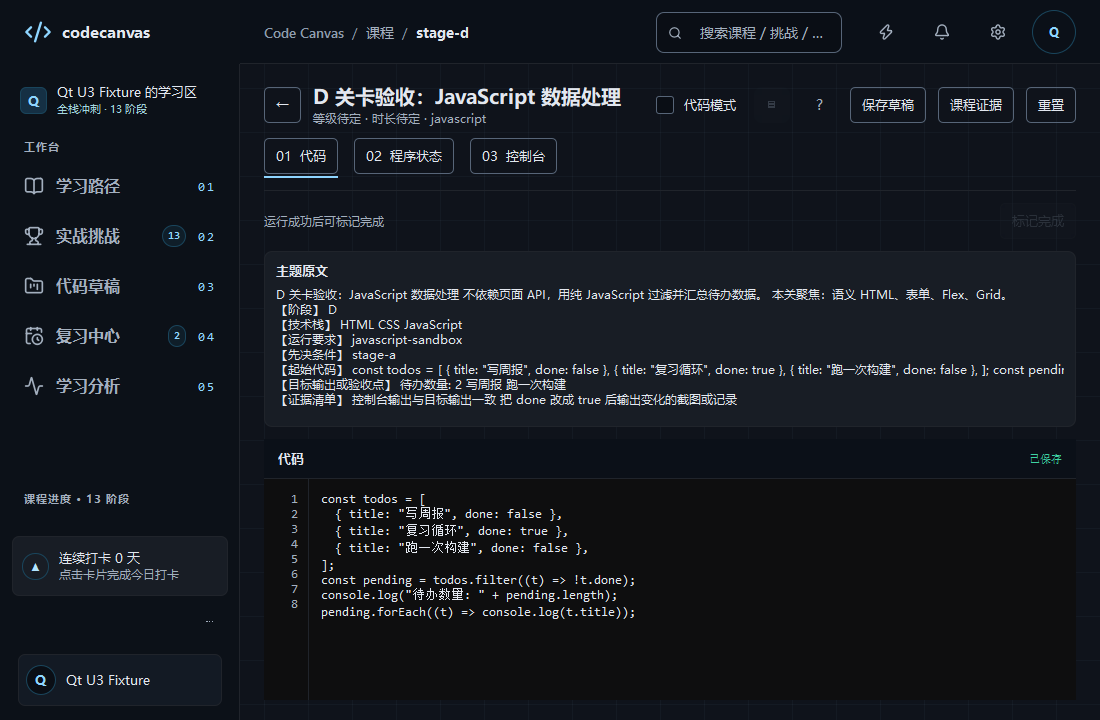 codecanvas
Code Canvas / 课程 / stage-d
搜索课程 / 挑战 / ...
Q
Q
Qt U3 Fixture 的学习区
全栈冲刺 · 13 阶段
工作台
学习路径 01
实战挑战 13 02
代码草稿 03
复习中心 2 04
学习分析 05
课程进度 • 13 阶段
连续打卡 0 天
点击卡片完成今日打卡
...
Q
Qt U3 Fixture
←
D 关卡验收：JavaScript 数据处理
等级待定 · 时长待定 · javascript
代码模式
?
保存草稿
课程证据
重置
01 代码
02 程序状态
03 控制台
运行成功后可标记完成
标记完成
主题原文
D 关卡验收：JavaScript 数据处理 不依赖页面 API，用纯 JavaScript 过滤并汇总待办数据。 本关聚焦：语义 HTML、表单、Flex、Grid。
【阶段】 D
【技术栈】 HTML CSS JavaScript
【运行要求】 javascript-sandbox
【先决条件】 stage-a
【起始代码】 const todos = [ { title: "写周报", done: false }, { title: "复习循环", done: true }, { title: "跑一次构建", done: false }, ]; const pendin
【目标输出或验收点】 待办数量: 2 写周报 跑一次构建
【证据清单】 控制台输出与目标输出一致 把 done 改成 true 后输出变化的截图或记录
代码
已保存
1 const todos = [
2 { title: "写周报", done: false },
3 { title: "复习循环", done: true },
4 { title: "跑一次构建", done: false },
5 ];
6 const pending = todos.filter((t) => !t.done);
7 console.log("待办数量: " + pending.length);
8 pending.forEach((t) => console.log(t.title));